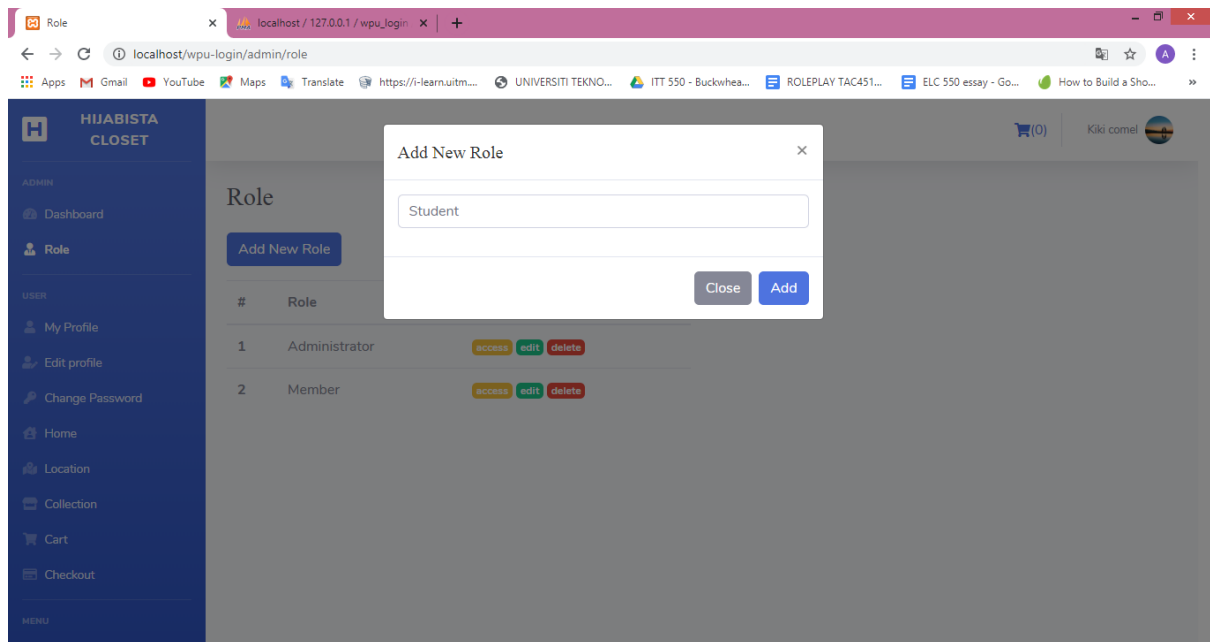 Role
localhost / 127.0.0.1 / wpu_login
localhost/wpu-login/admin/role
A
Apps
Gmail
YouTube
Maps
Translate
https://i-learn.uitm....
UNIVERSITI TEKNO...
ITT 550 - Buckwhea...
ROLEPLAY TAC451...
ELC 550 essay - Go...
How to Build a Sho...
»
H
HIJABISTA
CLOSET
(0)
Kiki comel
ADMIN
Dashboard
Role
USER
My Profile
Edit profile
Change Password
Home
Location
Collection
Cart
Checkout
MENU
Role
Add New Role
# Role
1 Administrator access edit delete
2 Member access edit delete
Add New Role
×
Student
Close Add